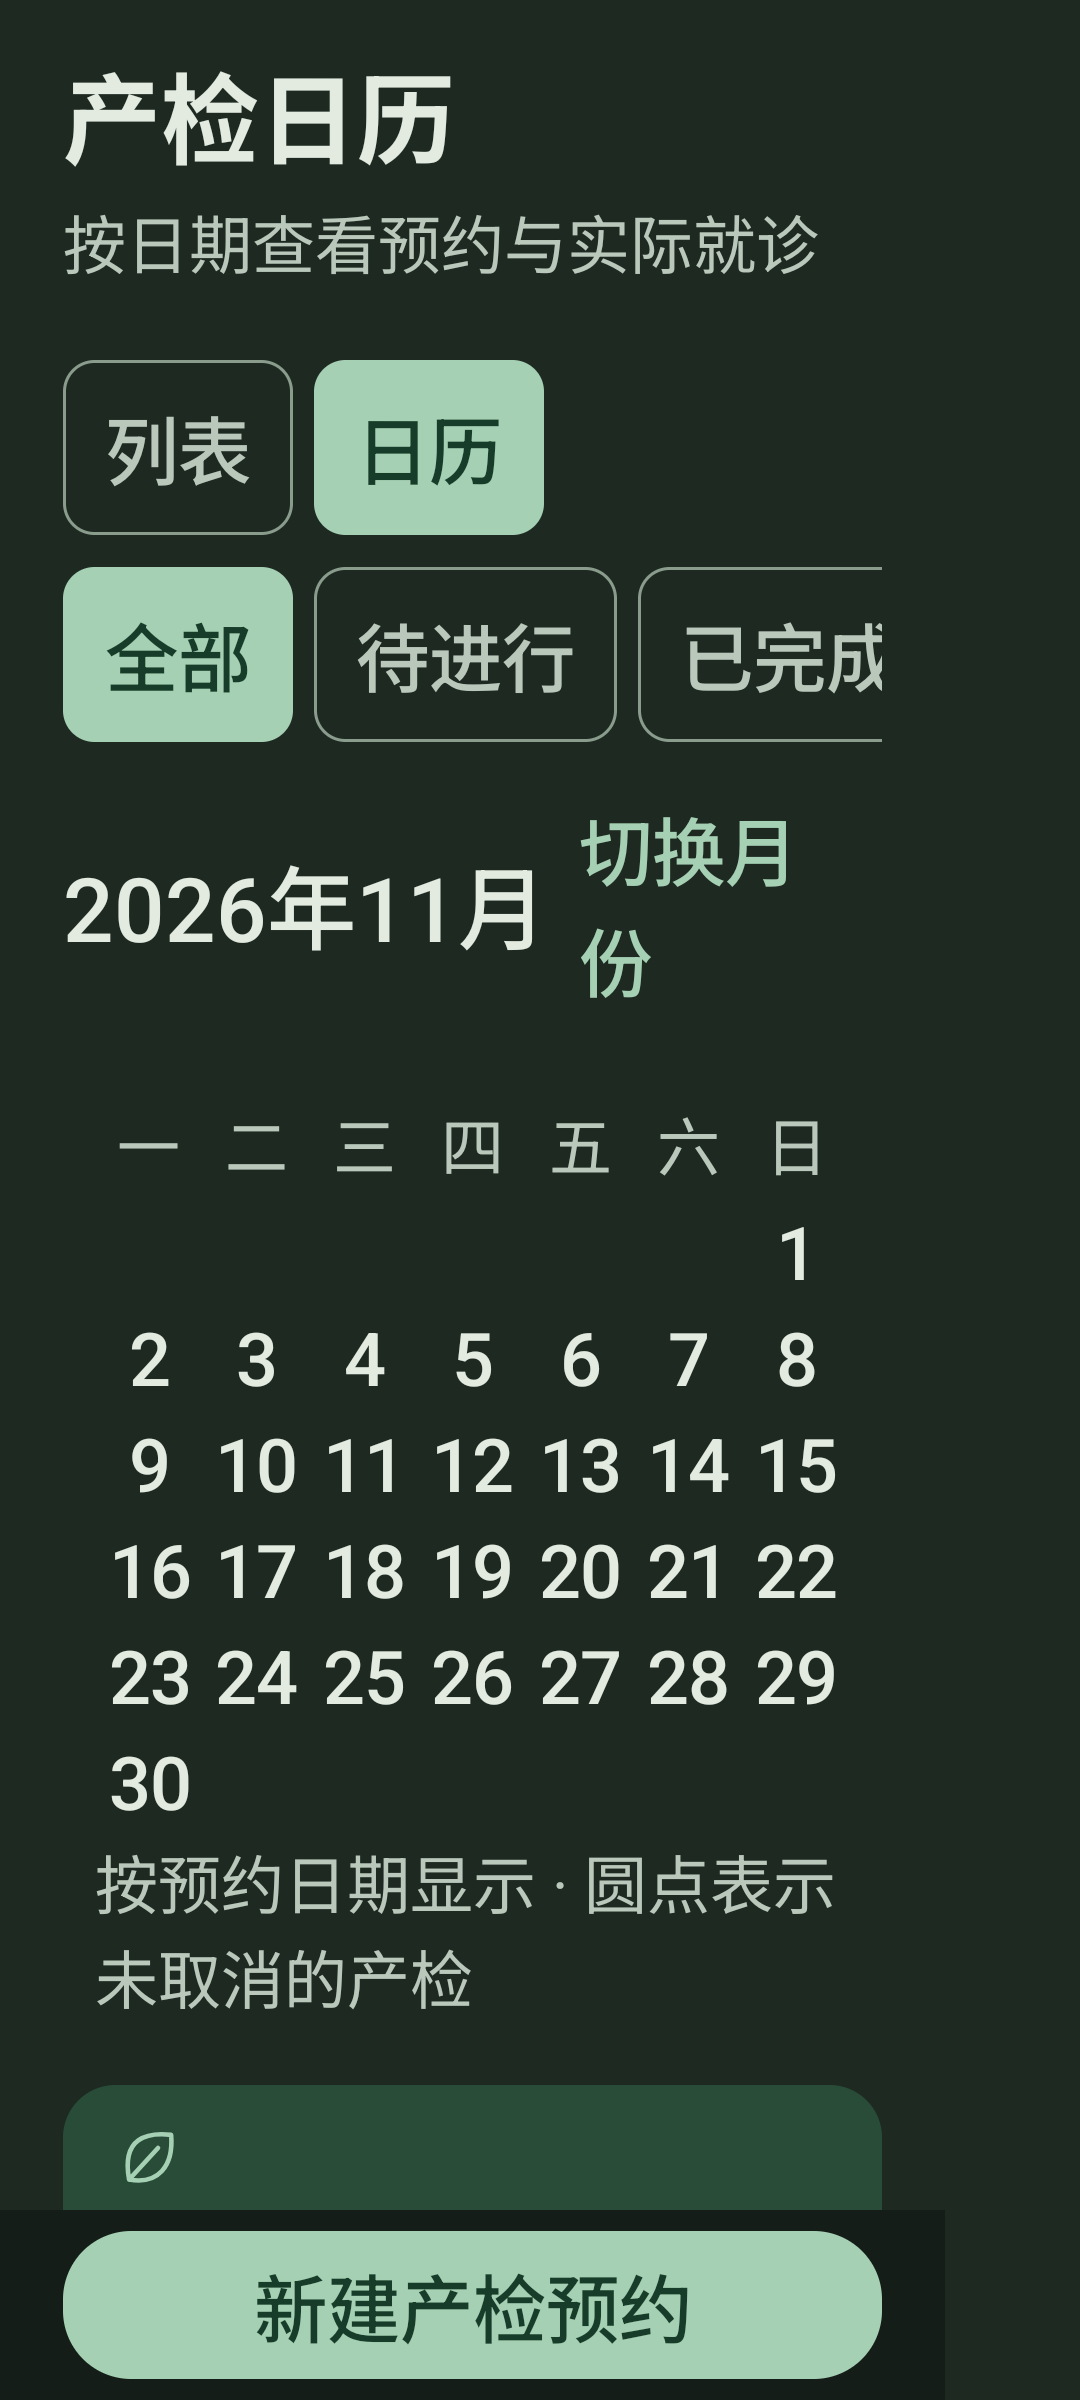 产检日历
按日期查看预约与实际就诊
列表 日历
全部 待进行 已完成
2026年11月 切换月份
一 二 三 四 五 六 日
1
2 3 4 5 6 7 8
9 10 11 12 13 14 15
16 17 18 19 20 21 22
23 24 25 26 27 28 29
30
按预约日期显示 · 圆点表示
未取消的产检
新建产检预约